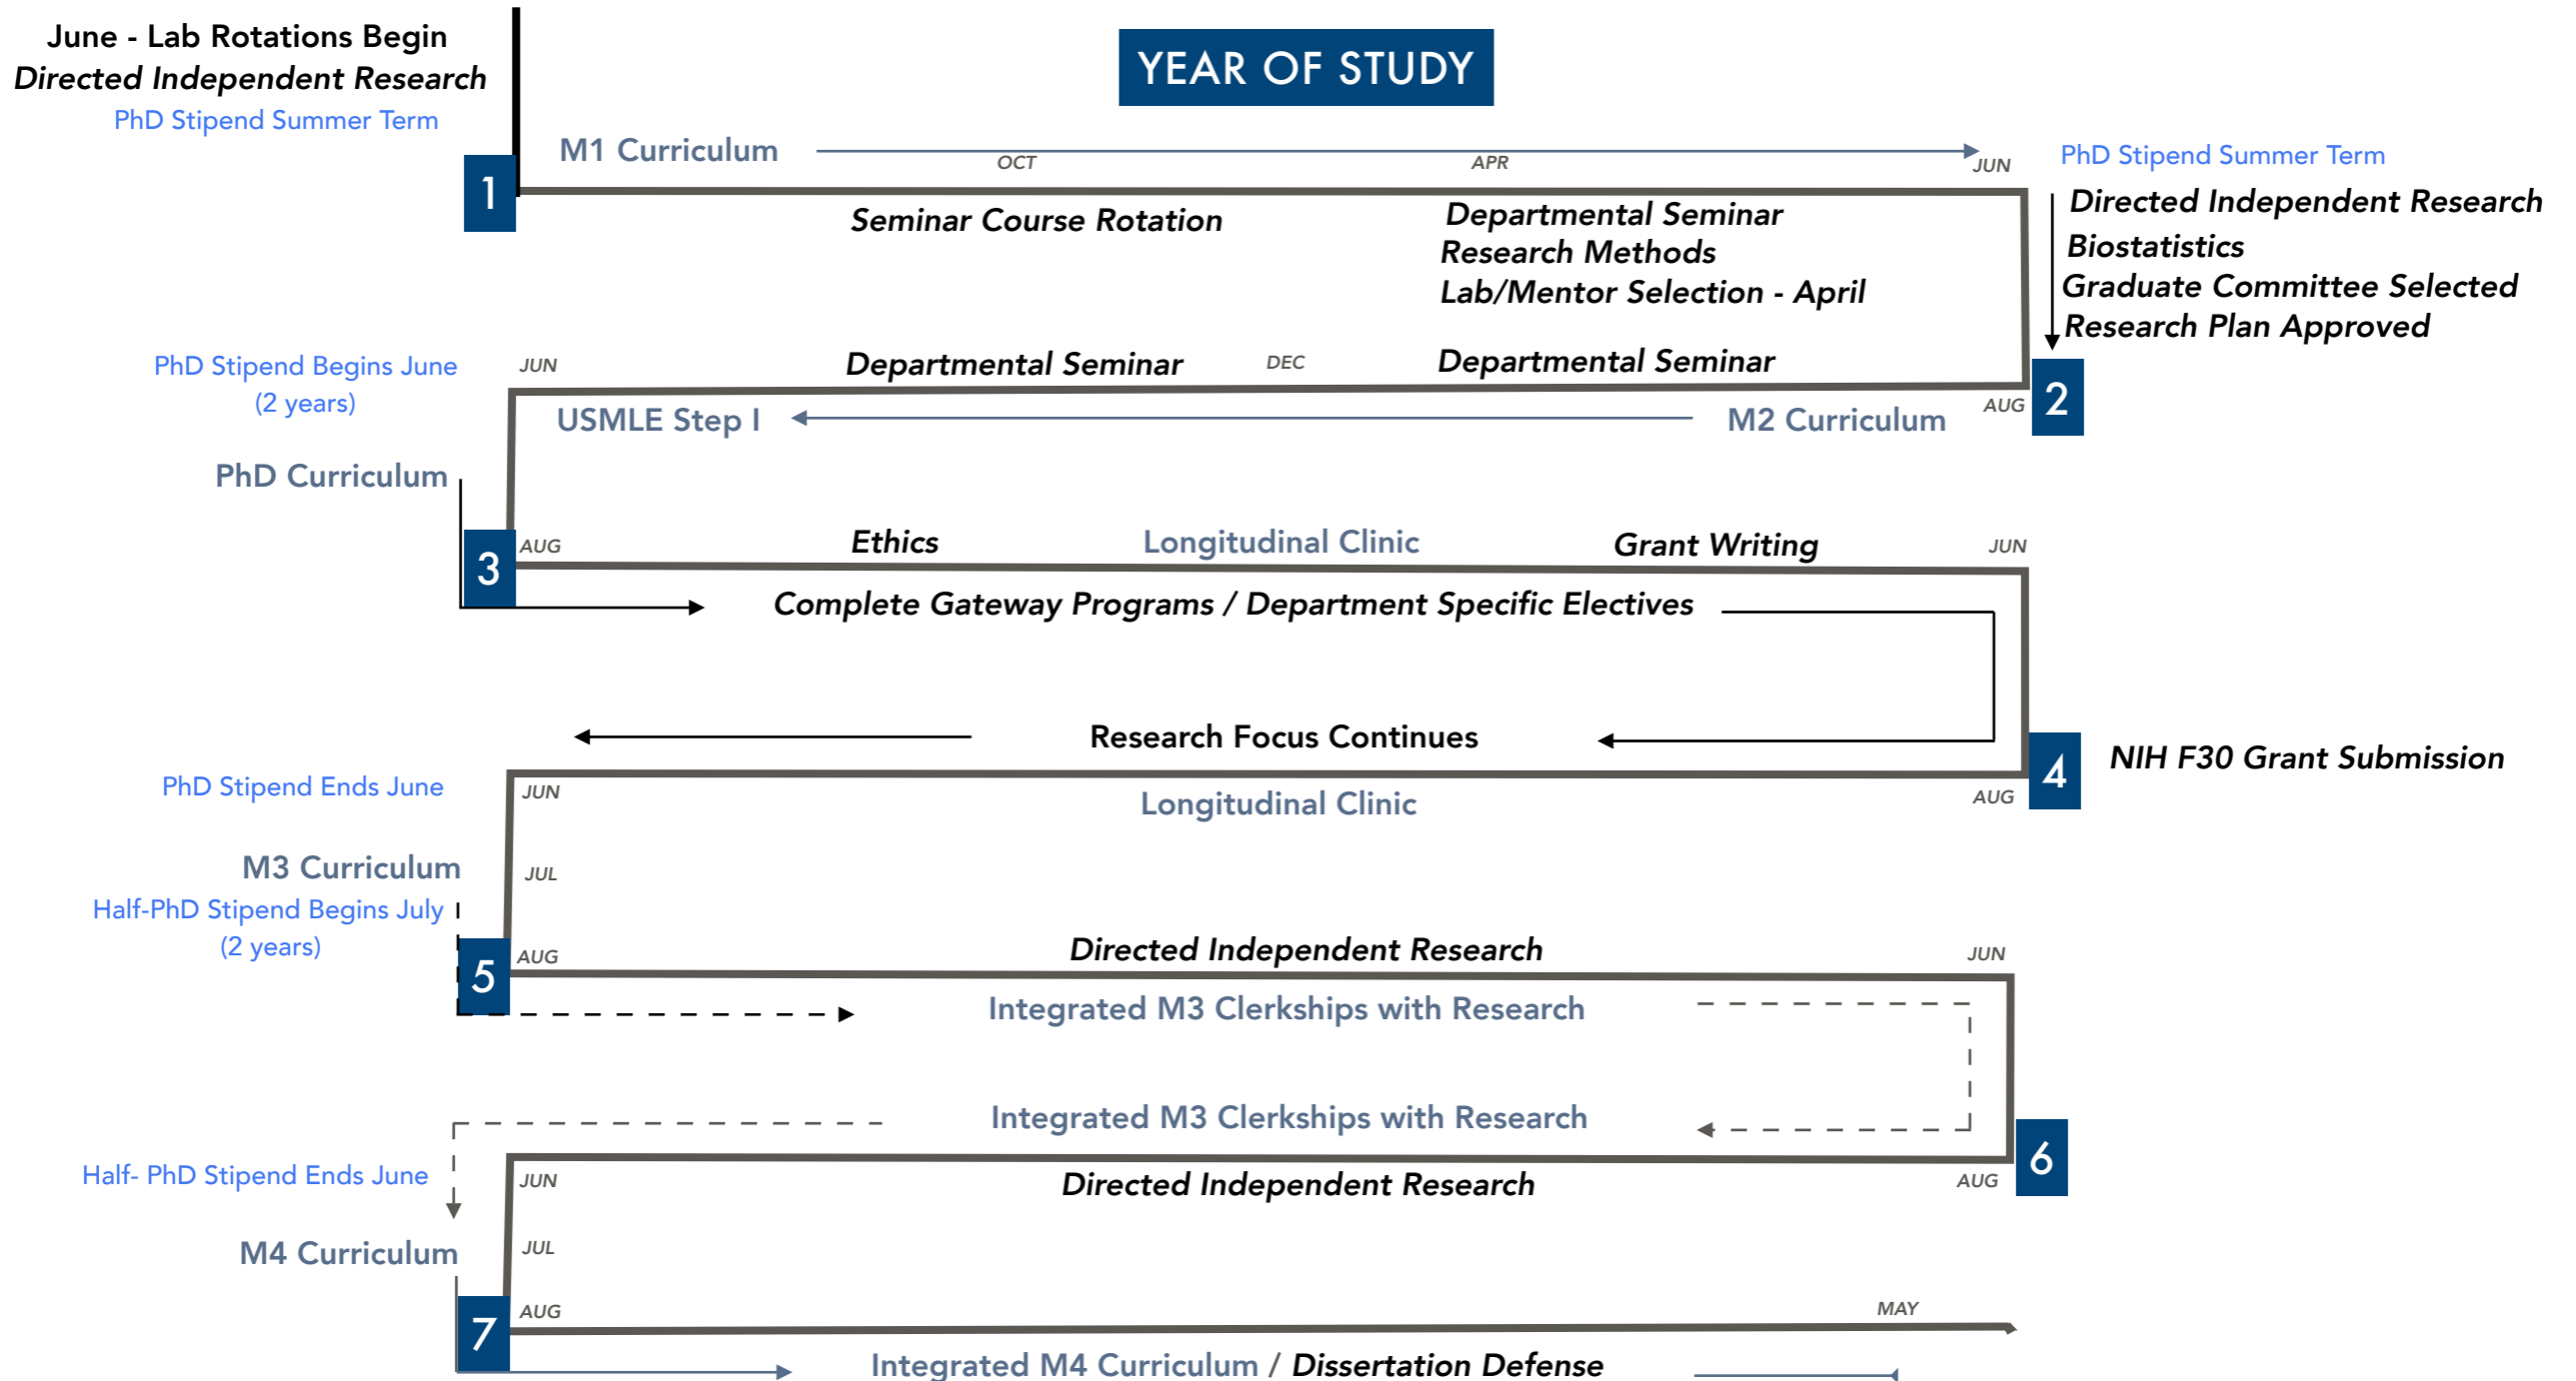 June - Lab Rotations Begin
Directed Independent Research
PhD Stipend Summer Term
YEAR OF STUDY
1
M1 Curriculum
OCT
APR
JUN
Seminar Course Rotation
Departmental Seminar
Research Methods
Lab/Mentor Selection - April
PhD Stipend Summer Term
Directed Independent Research
Biostatistics
Graduate Committee Selected
Research Plan Approved
2
AUG
Departmental Seminar
DEC
Departmental Seminar
JUN
M2 Curriculum
USMLE Step I
PhD Stipend Begins June
(2 years)
PhD Curriculum
3
AUG
Ethics
Longitudinal Clinic
Grant Writing
JUN
Complete Gateway Programs / Department Specific Electives
4
NIH F30 Grant Submission
AUG
Research Focus Continues
Longitudinal Clinic
JUN
PhD Stipend Ends June
M3 Curriculum
JUL
Half-PhD Stipend Begins July
(2 years)
5
AUG
Directed Independent Research
JUN
Integrated M3 Clerkships with Research
Integrated M3 Clerkships with Research
6
AUG
Directed Independent Research
JUN
Half- PhD Stipend Ends June
M4 Curriculum
JUL
7
AUG
MAY
Integrated M4 Curriculum / Dissertation Defense